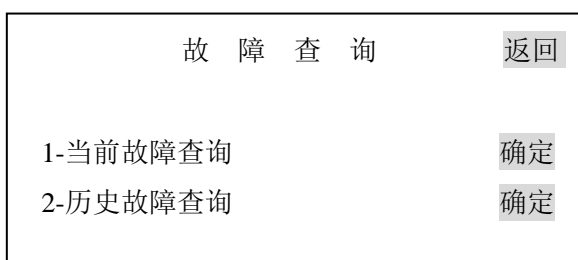 故 障 查 询 返回
1-当前故障查询 确定
2-历史故障查询 确定